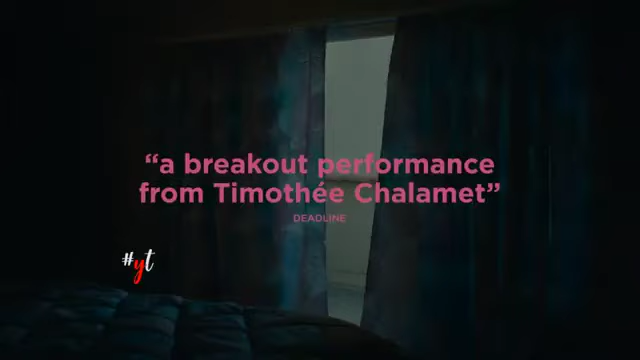 “a breakout performance
from Timothée Chalamet”
DEADLINE
#yt